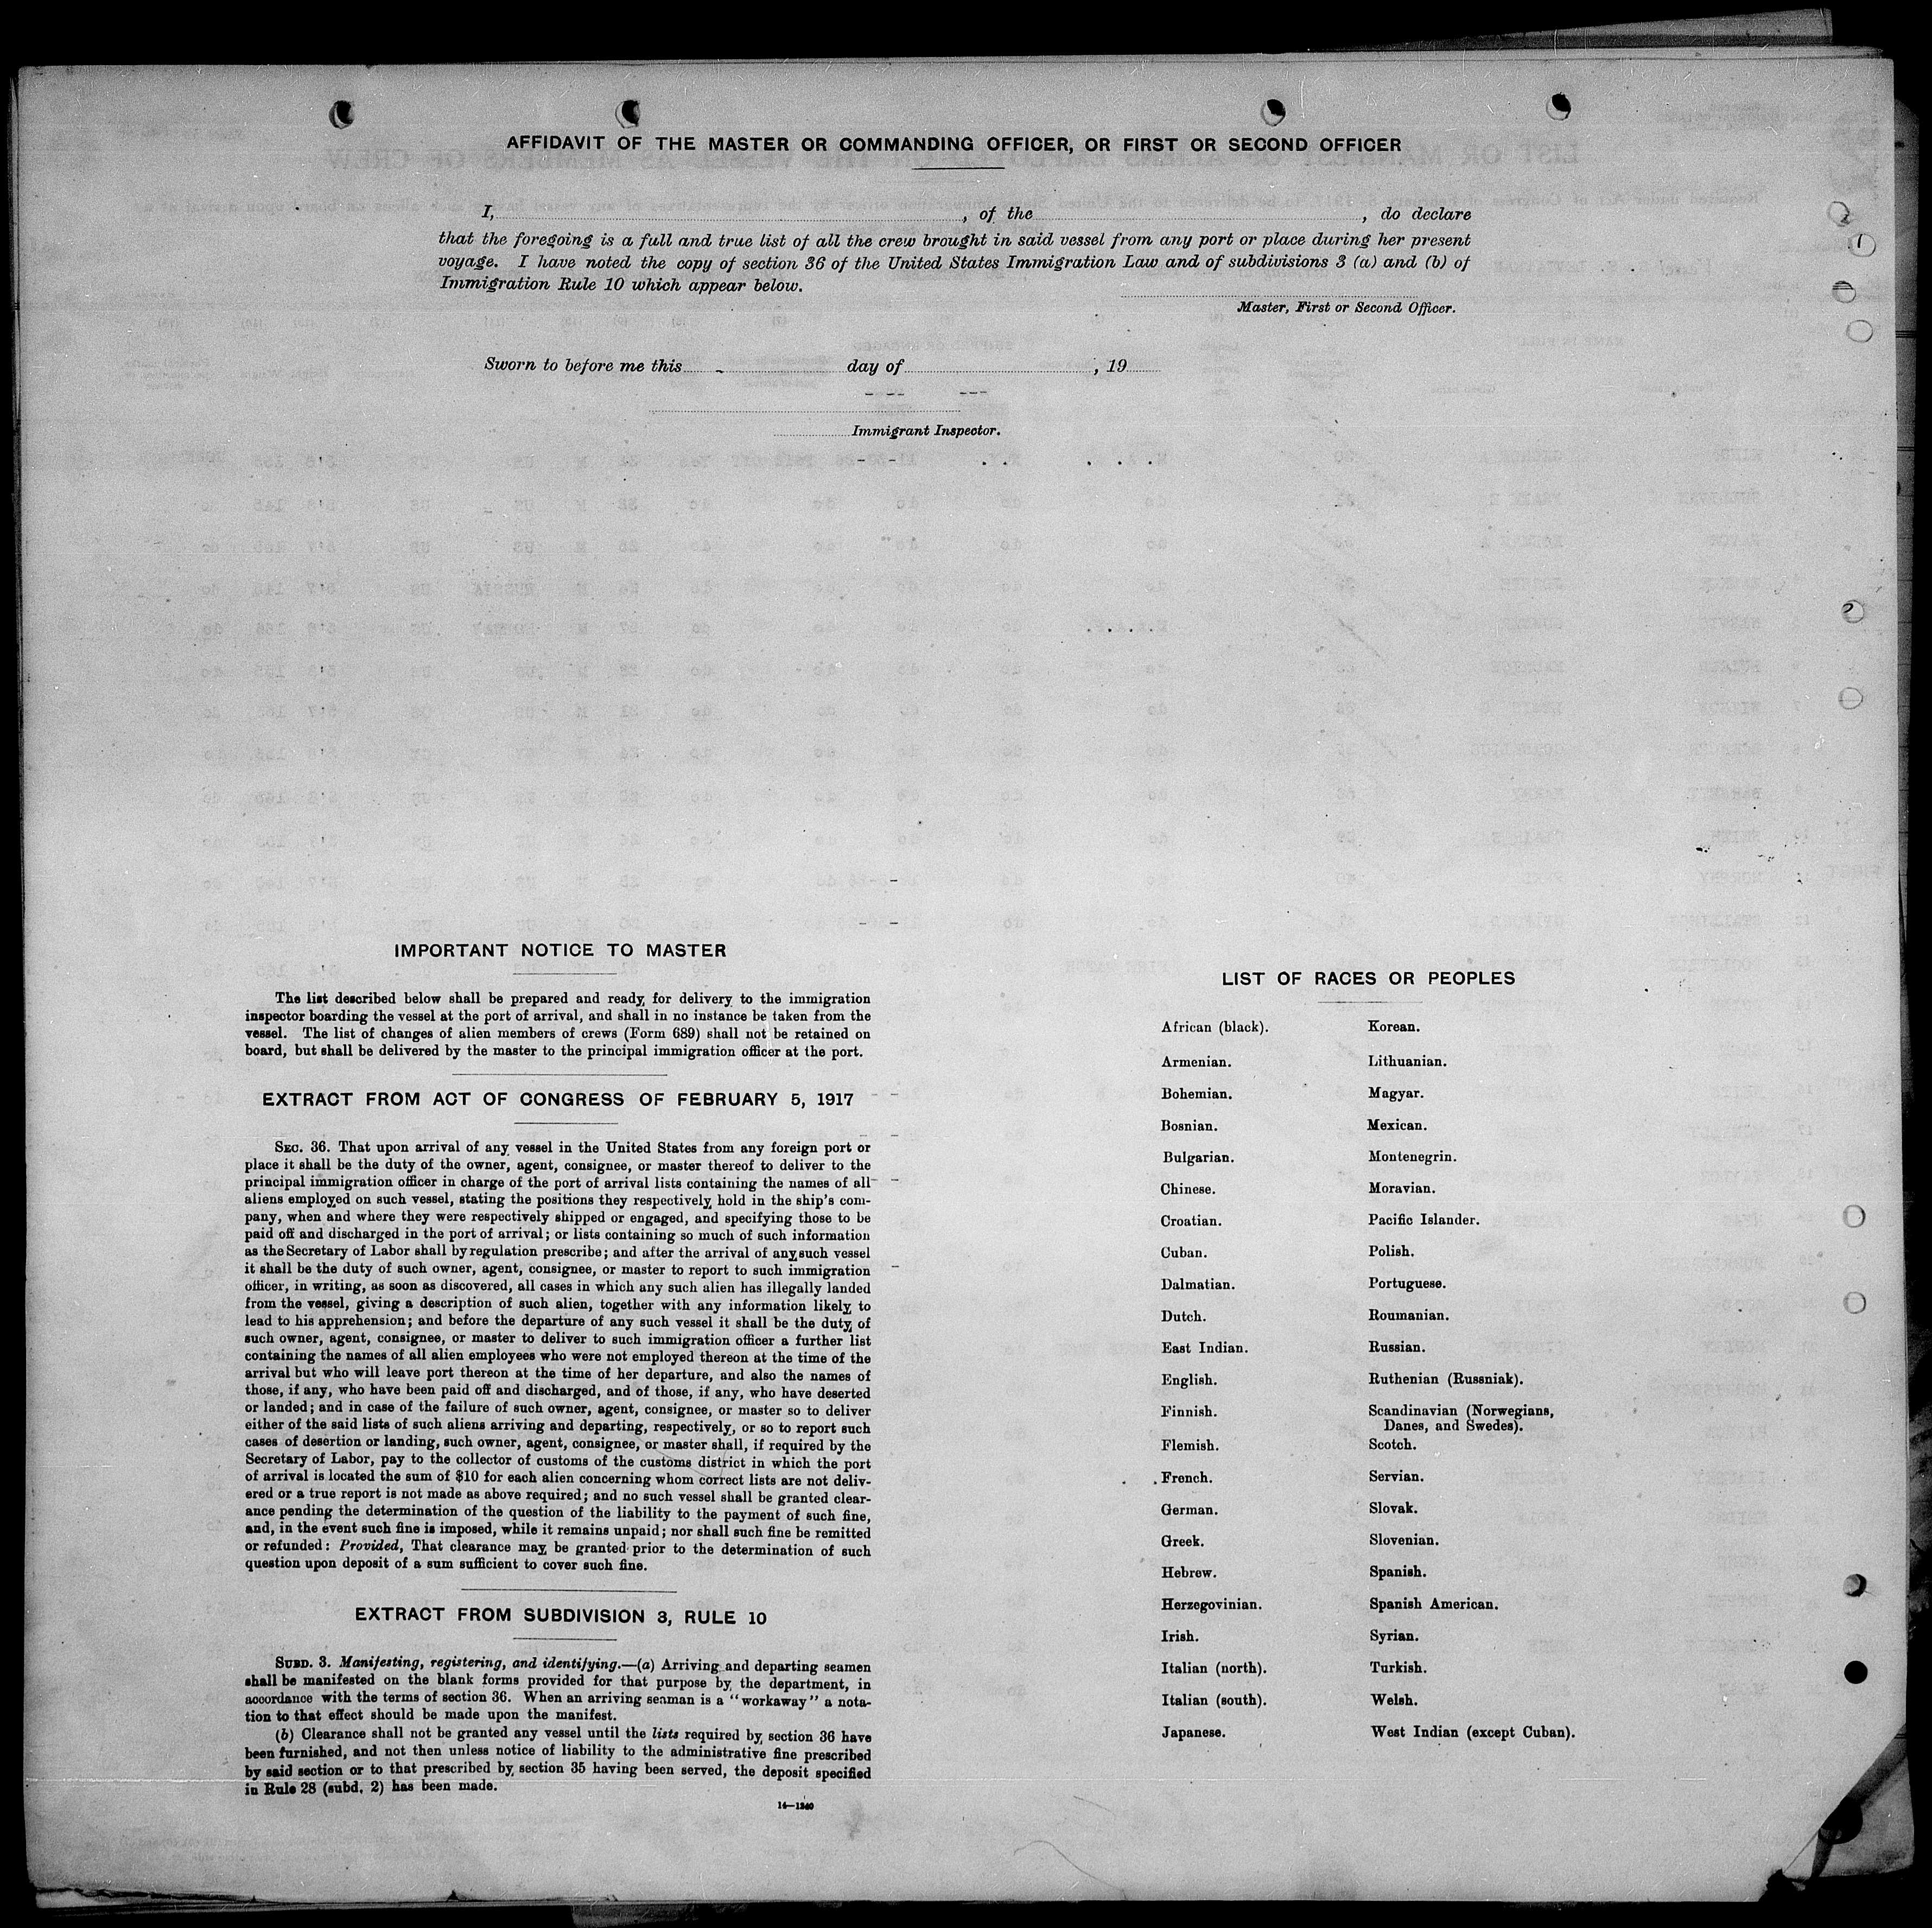 AFFIDAVIT OF THE MASTER OR COMMANDING OFFICER, OR FIRST OR SECOND OFFICER
I, , of the , do declare
that the foregoing is a full and true list of all the crew brought in said vessel from any port or place during her present
voyage. I have noted the copy of section 36 of the United States Immigration Law and of subdivisions 3 (a) and (b) of
Immigration Rule 10 which appear below.
Master, First or Second Officer.
Sworn to before me this day of , 19
Immigrant Inspector.
IMPORTANT NOTICE TO MASTER
The list described below shall be prepared and ready for delivery to the immigration
inspector boarding the vessel at the port of arrival, and shall in no instance be taken from the
vessel. The list of changes of alien members of crews (Form 689) shall not be retained on
board, but shall be delivered by the master to the principal immigration officer at the port.
EXTRACT FROM ACT OF CONGRESS OF FEBRUARY 5, 1917
SEC. 36. That upon arrival of any vessel in the United States from any foreign port or
place it shall be the duty of the owner, agent, consignee, or master thereof to deliver to the
principal immigration officer in charge of the port of arrival lists containing the names of all
aliens employed on such vessel, stating the positions they respectively hold in the ship's com-
pany, when and where they were respectively shipped or engaged, and specifying those to be
paid off and discharged in the port of arrival; or lists containing so much of such information
as the Secretary of Labor shall by regulation prescribe; and after the arrival of any such vessel
it shall be the duty of such owner, agent, consignee, or master to report to such immigration
officer, in writing, as soon as discovered, all cases in which any such alien has illegally landed
from the vessel, giving a description of such alien, together with any information likely to
lead to his apprehension; and before the departure of any such vessel it shall be the duty of
such owner, agent, consignee, or master to deliver to such immigration officer a further list
containing the names of all alien employees who were not employed thereon at the time of the
arrival but who will leave port thereon at the time of her departure, and also the names of
those, if any, who have been paid off and discharged, and of those, if any, who have deserted
or landed; and in case of the failure of such owner, agent, consignee, or master so to deliver
either of the said lists of such aliens arriving and departing, respectively, or so to report such
cases of desertion or landing, such owner, agent, consignee, or master shall, if required by the
Secretary of Labor, pay to the collector of customs of the customs district in which the port
of arrival is located the sum of $10 for each alien concerning whom correct lists are not deliv-
ered or a true report is not made as above required; and no such vessel shall be granted clear-
ance pending the determination of the question of the liability to the payment of such fine,
and, in the event such fine is imposed, while it remains unpaid; nor shall such fine be remitted
or refunded: Provided, That clearance may be granted prior to the determination of such
question upon deposit of a sum sufficient to cover such fine.
EXTRACT FROM SUBDIVISION 3, RULE 10
SUBD. 3. Manifesting, registering, and identifying.—(a) Arriving and departing seamen
shall be manifested on the blank forms provided for that purpose by the department, in
accordance with the terms of section 36. When an arriving seaman is a "workaway" a nota-
tion to that effect should be made upon the manifest.
(b) Clearance shall not be granted any vessel until the lists required by section 36 have
been furnished, and not then unless notice of liability to the administrative fine prescribed
by said section or to that prescribed by section 35 having been served, the deposit specified
in Rule 28 (subd. 2) has been made.
14—1240
LIST OF RACES OR PEOPLES
African (black). Korean.
Armenian. Lithuanian.
Bohemian. Magyar.
Bosnian. Mexican.
Bulgarian. Montenegrin.
Chinese. Moravian.
Croatian. Pacific Islander.
Cuban. Polish.
Dalmatian. Portuguese.
Dutch. Roumanian.
East Indian. Russian.
English. Ruthenian (Russniak).
Finnish. Scandinavian (Norwegians,
Danes, and Swedes).
Flemish. Scotch.
French. Servian.
German. Slovak.
Greek. Slovenian.
Hebrew. Spanish.
Herzegovinian. Spanish American.
Irish. Syrian.
Italian (north). Turkish.
Italian (south). Welsh.
Japanese. West Indian (except Cuban).